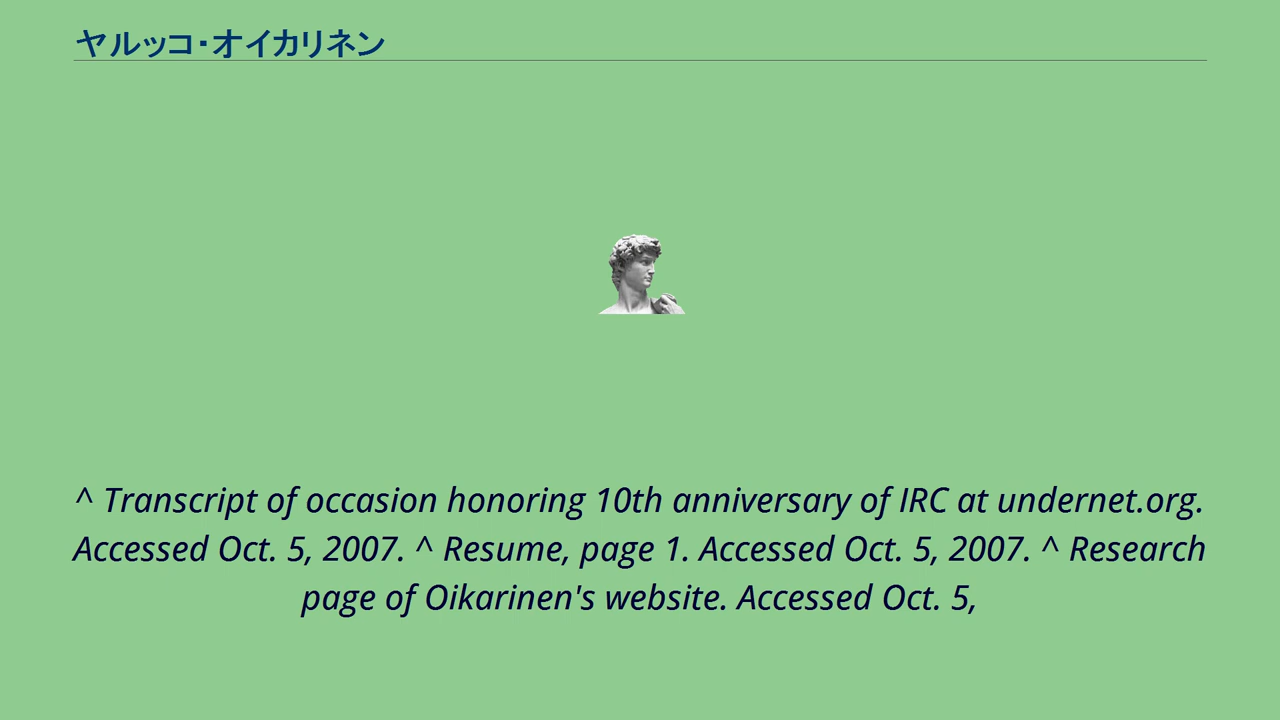 ヤルッコ・オイカリネン
^ Transcript of occasion honoring 10th anniversary of IRC at undernet.org.
Accessed Oct. 5, 2007. ^ Resume, page 1. Accessed Oct. 5, 2007. ^ Research
page of Oikarinen's website. Accessed Oct. 5,